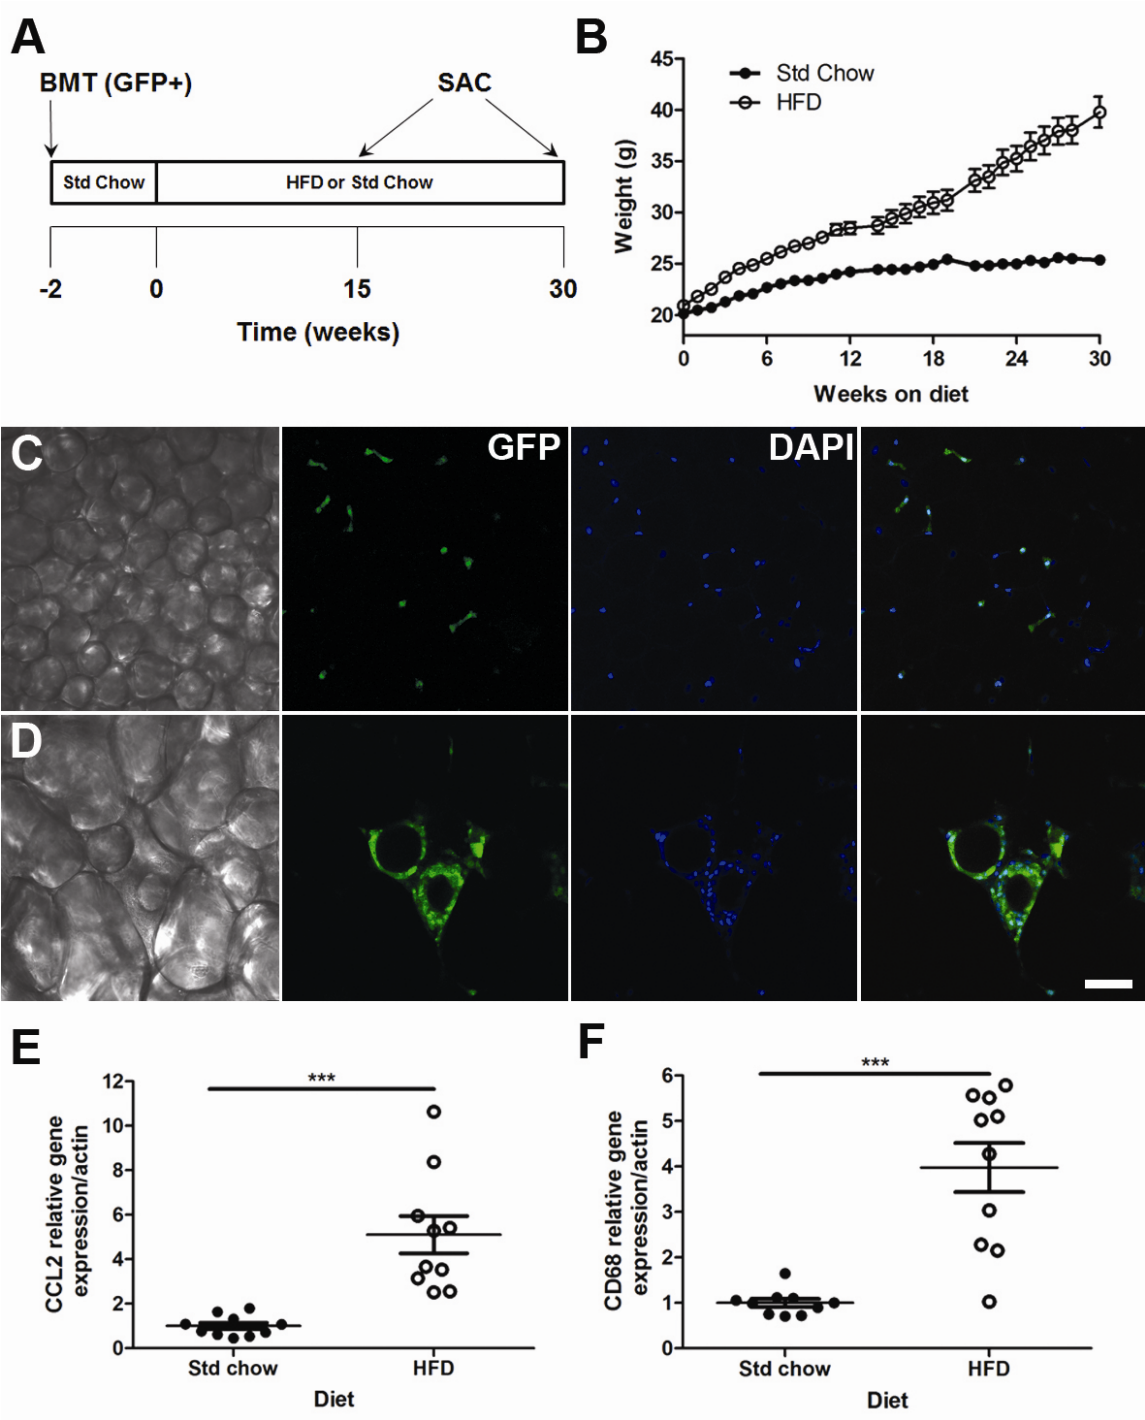 A
BMT (GFP+)
SAC
Std Chow
HFD or Std Chow
-2
0
15
30
Time (weeks)
B
Std Chow
HFD
Weight (g)
45
40
35
30
25
20
0
6
12
18
24
30
Weeks on diet
C
GFP
DAPI
D
E
CCL2 relative gene
expression/actin
12
10
8
6
4
2
0
***
Std chow
HFD
Diet
F
CD68 relative gene
expression/actin
6
5
4
3
2
1
0
***
Std chow
HFD
Diet